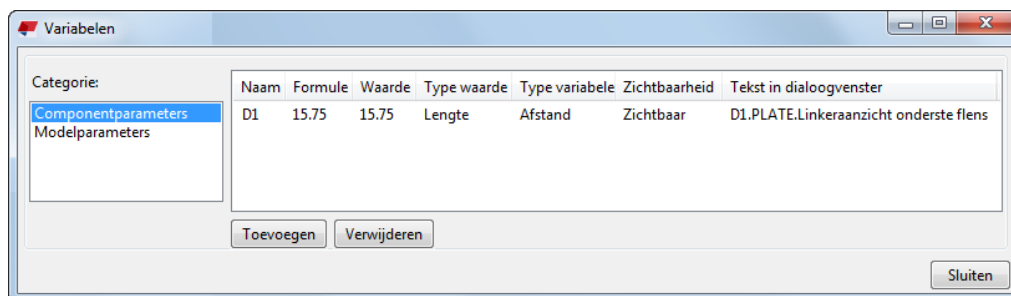 Variabelen
Categorie:
Componentparameters
Modelparameters
Naam Formule Waarde Type waarde Type variabele Zichtbaarheid Tekst in dialoogvenster
D1 15.75 15.75 Lengte Afstand Zichtbaar D1.PLATE.Linkeraanzicht onderste flens
Toevoegen Verwijderen
Sluiten